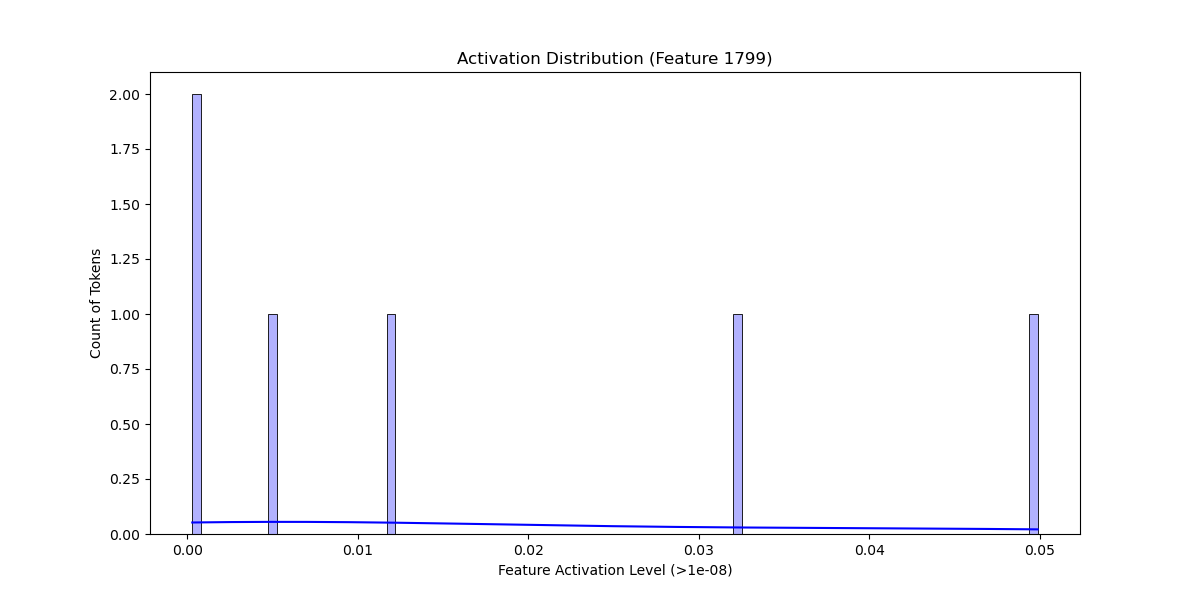 Activation Distribution (Feature 1799)
2.00
1.75
1.50
1.25
1.00
0.75
0.50
0.25
0.00
Count of Tokens
0.00 0.01 0.02 0.03 0.04 0.05
Feature Activation Level (>1e-08)